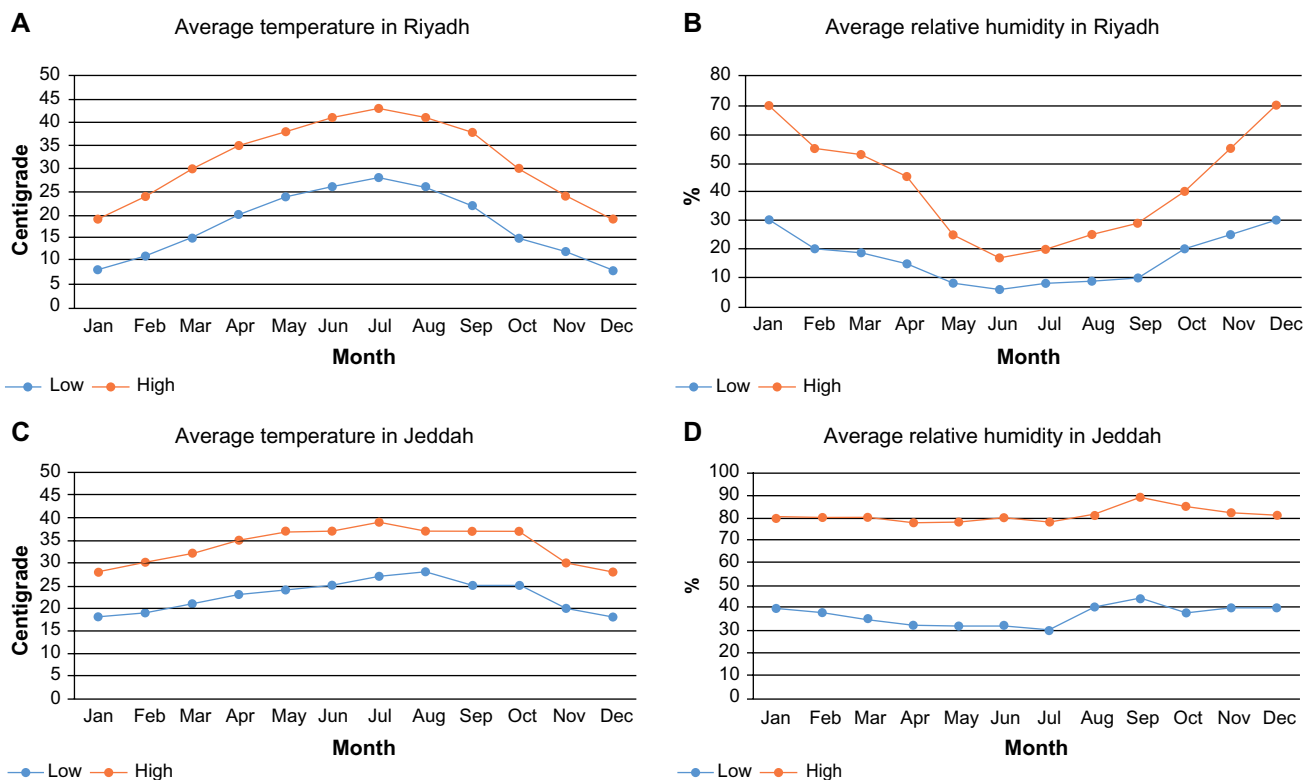 A
Average temperature in Riyadh
Centigrade
50
45
40
35
30
25
20
15
10
5
0
Jan Feb Mar Apr May Jun Jul Aug Sep Oct Nov Dec
Month
Low High
B
Average relative humidity in Riyadh
%
80
70
60
50
40
30
20
10
0
Jan Feb Mar Apr May Jun Jul Aug Sep Oct Nov Dec
Month
Low High
C
Average temperature in Jeddah
Centigrade
50
45
40
35
30
25
20
15
10
5
0
Jan Feb Mar Apr May Jun Jul Aug Sep Oct Nov Dec
Month
Low High
D
Average relative humidity in Jeddah
%
100
90
80
70
60
50
40
30
20
10
0
Jan Feb Mar Apr May Jun Jul Aug Sep Oct Nov Dec
Month
Low High